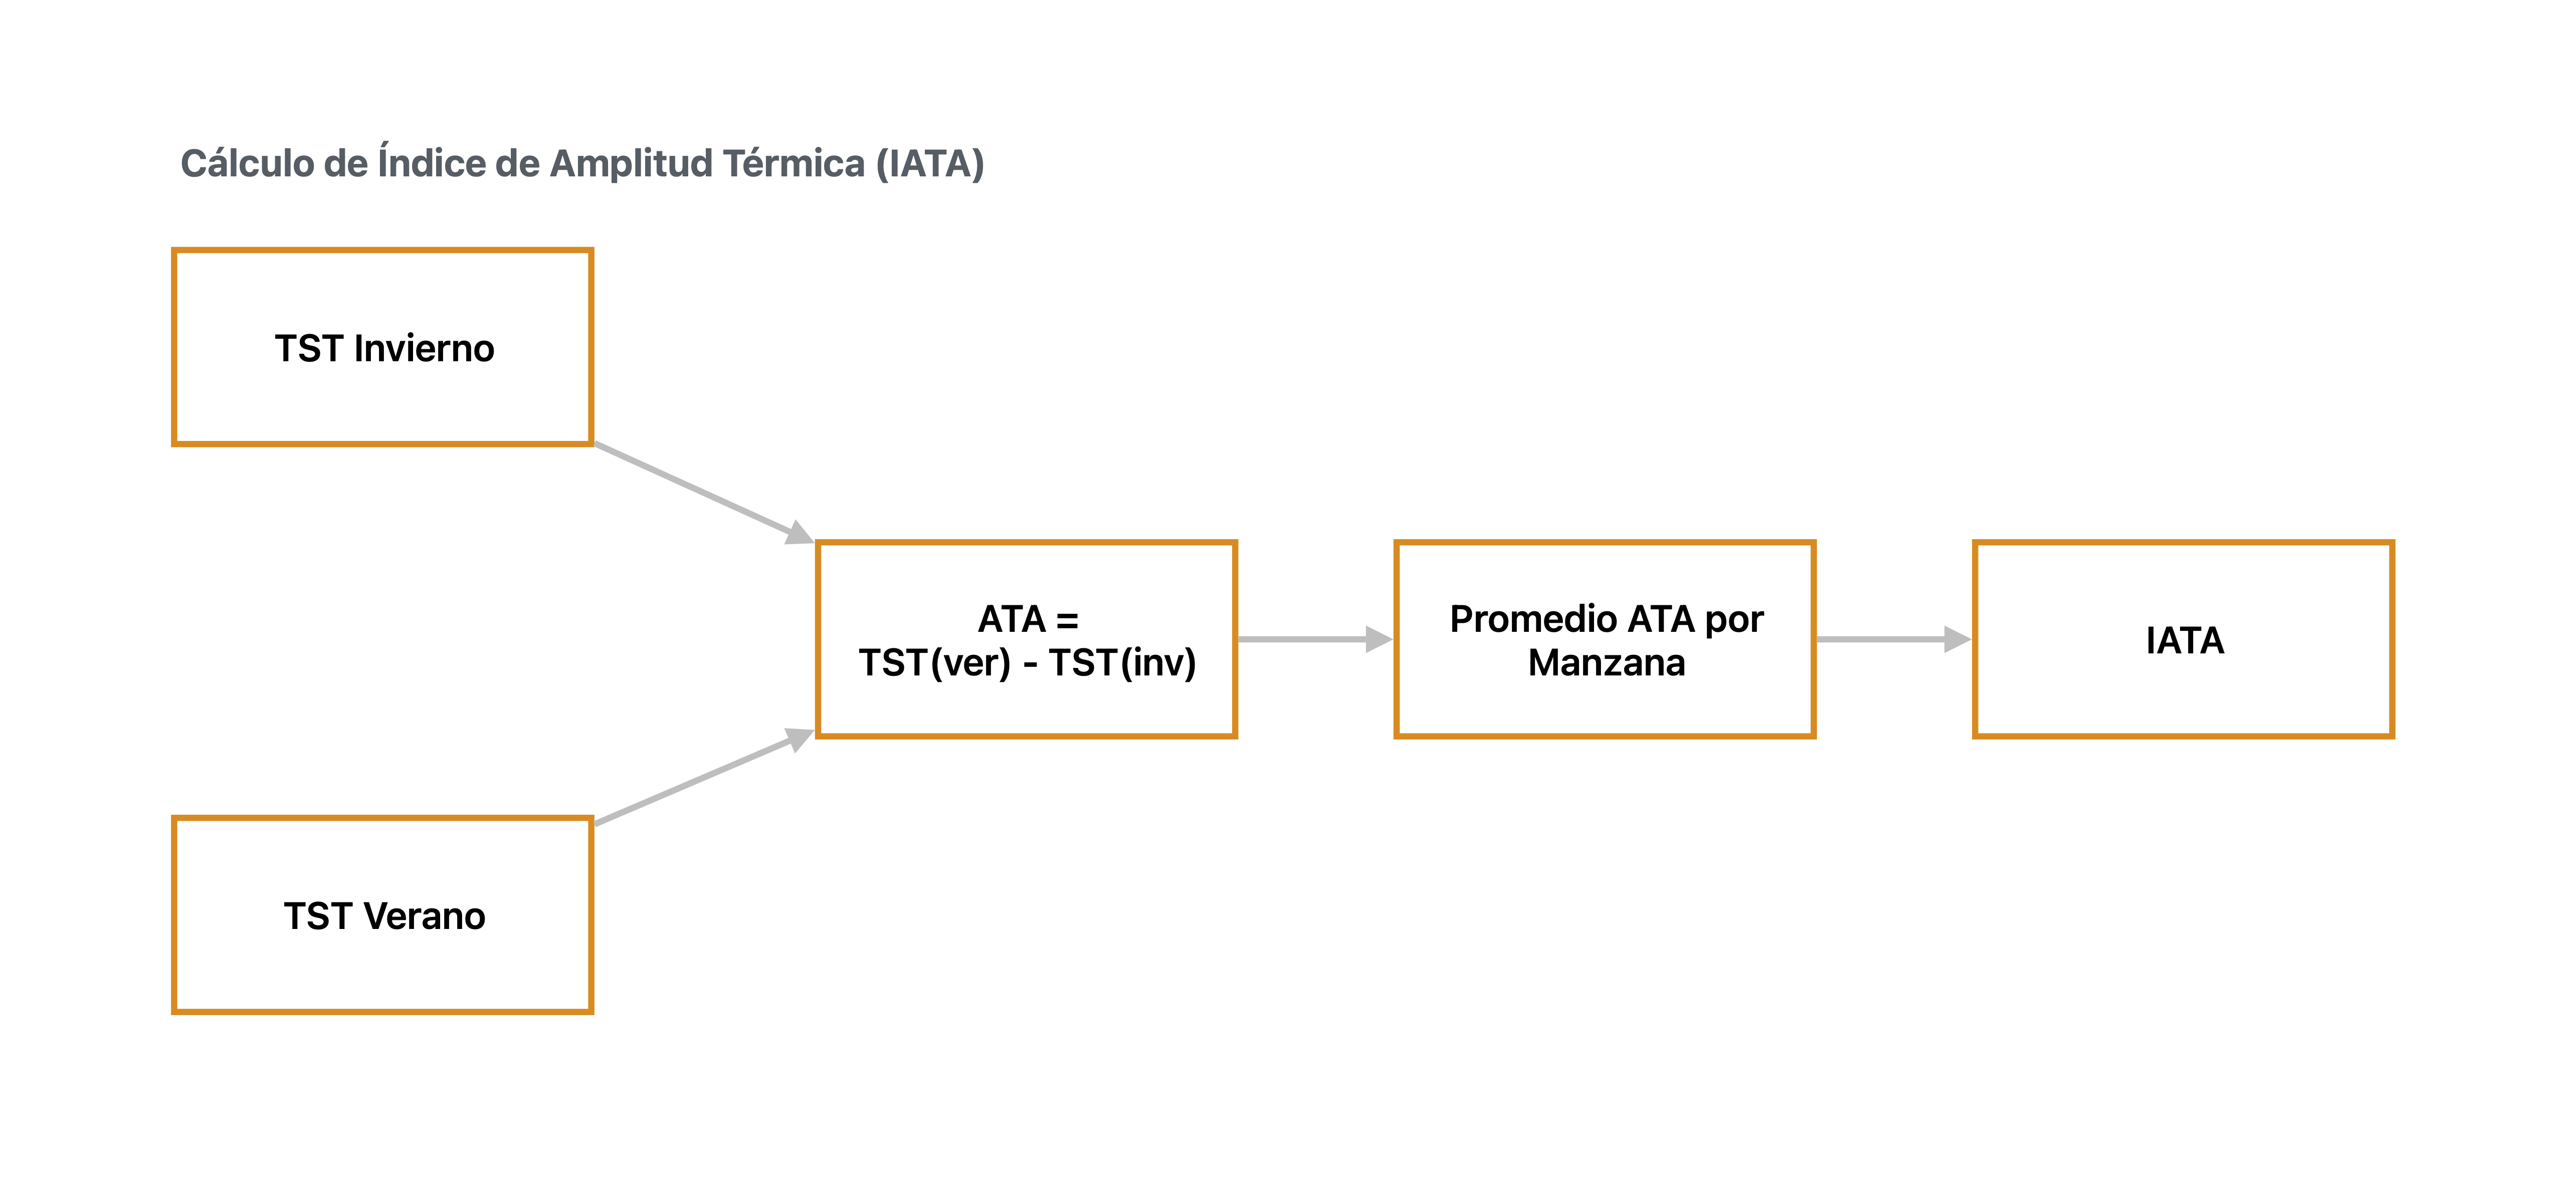 Cálculo de Índice de Amplitud Térmica (IATA)
TST Invierno
TST Verano
ATA =
TST(ver) - TST(inv)
Promedio ATA por
Manzana
IATA